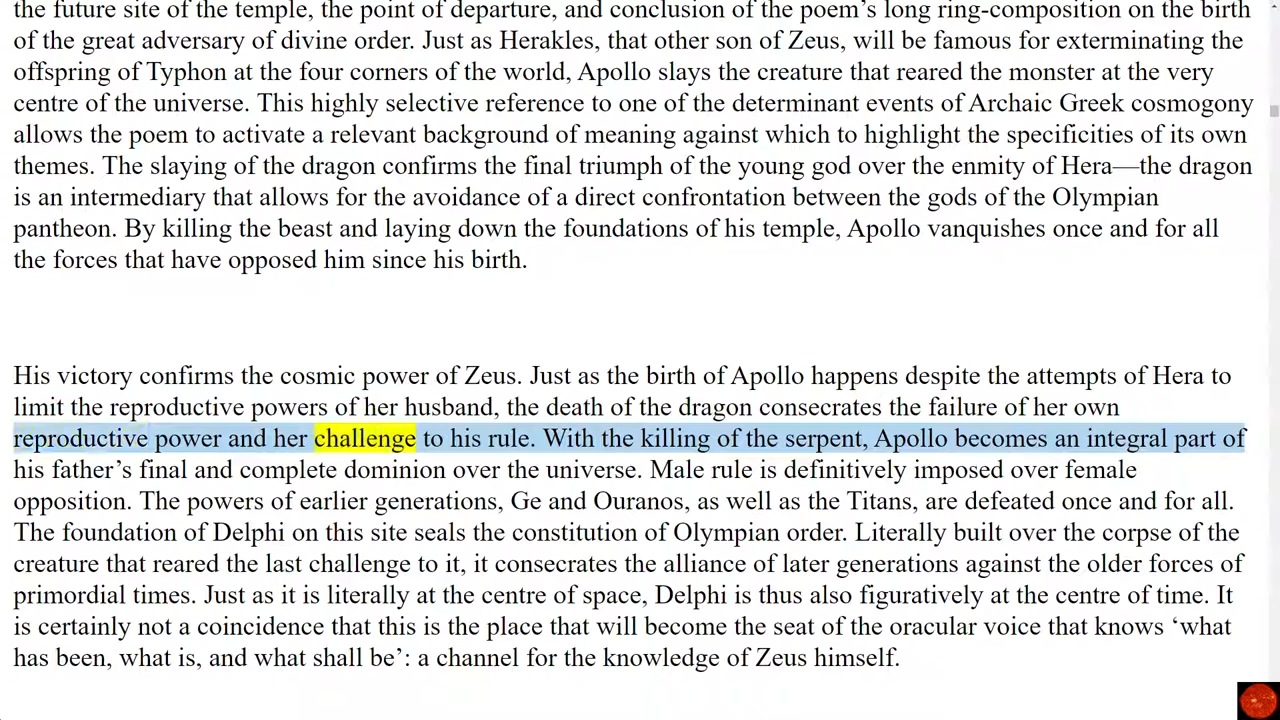 the future site of the temple, the point of departure, and conclusion of the poem’s long ring-composition on the birth
of the great adversary of divine order. Just as Herakles, that other son of Zeus, will be famous for exterminating the
offspring of Typhon at the four corners of the world, Apollo slays the creature that reared the monster at the very
centre of the universe. This highly selective reference to one of the determinant events of Archaic Greek cosmogony
allows the poem to activate a relevant background of meaning against which to highlight the specificities of its own
themes. The slaying of the dragon confirms the final triumph of the young god over the enmity of Hera—the dragon
is an intermediary that allows for the avoidance of a direct confrontation between the gods of the Olympian
pantheon. By killing the beast and laying down the foundations of his temple, Apollo vanquishes once and for all
the forces that have opposed him since his birth.
His victory confirms the cosmic power of Zeus. Just as the birth of Apollo happens despite the attempts of Hera to
limit the reproductive powers of her husband, the death of the dragon consecrates the failure of her own
reproductive power and her challenge to his rule. With the killing of the serpent, Apollo becomes an integral part of
his father’s final and complete dominion over the universe. Male rule is definitively imposed over female
opposition. The powers of earlier generations, Ge and Ouranos, as well as the Titans, are defeated once and for all.
The foundation of Delphi on this site seals the constitution of Olympian order. Literally built over the corpse of the
creature that reared the last challenge to it, it consecrates the alliance of later generations against the older forces of
primordial times. Just as it is literally at the centre of space, Delphi is thus also figuratively at the centre of time. It
is certainly not a coincidence that this is the place that will become the seat of the oracular voice that knows ‘what
has been, what is, and what shall be’: a channel for the knowledge of Zeus himself.